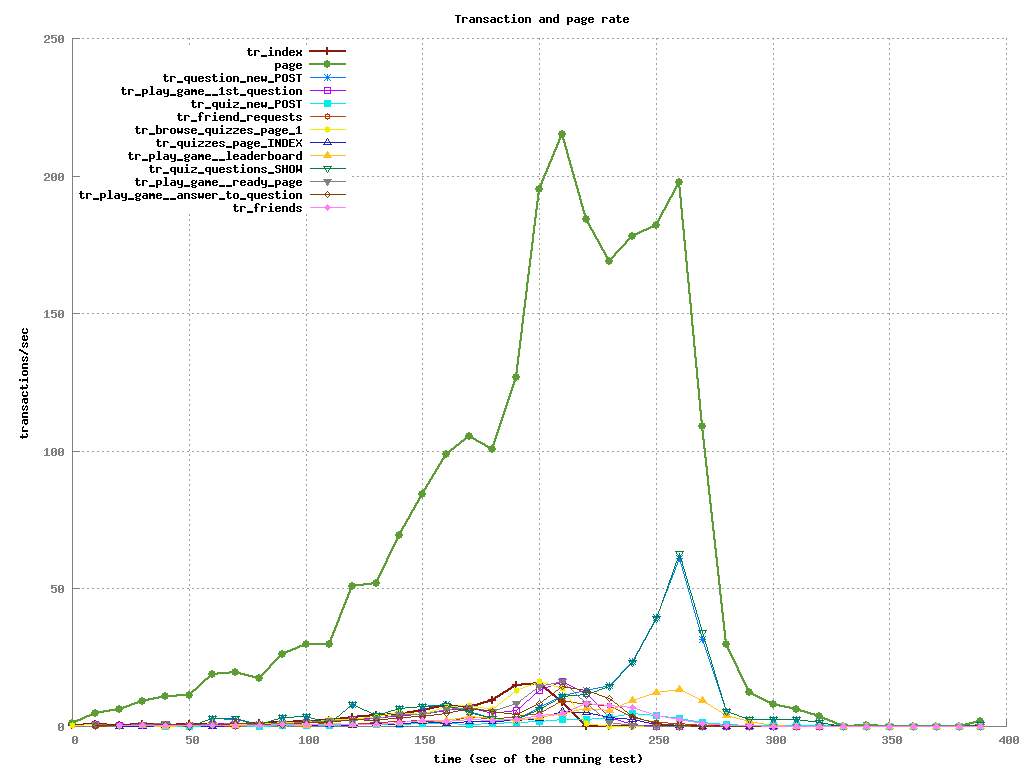 Transaction and page rate
250
200
150
100
50
0
transactions/sec
tr_index
page
tr_question_new_POST
tr_play_game__1st_question
tr_quiz_new_POST
tr_friend_requests
tr_browse_quizzes_page_1
tr_quizzes_page_INDEX
tr_play_game__leaderboard
tr_quiz_questions_SHOW
tr_play_game__ready_page
tr_play_game__answer_to_question
tr_friends
0 50 100 150 200 250 300 350 400
time (sec of the running test)